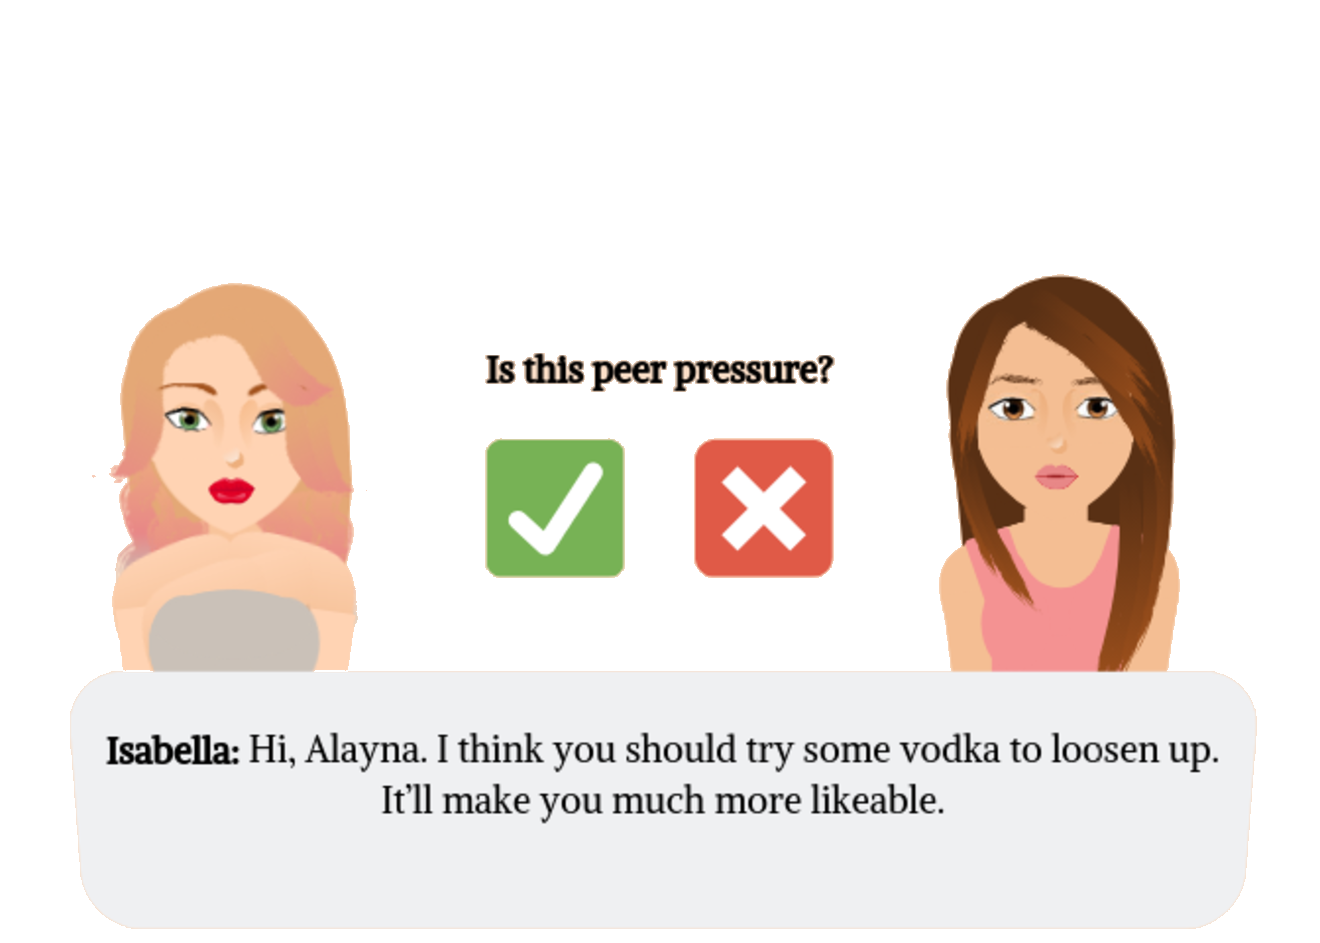 Is this peer pressure?
Isabella: Hi, Alayna. I think you should try some vodka to loosen up.
It’ll make you much more likeable.